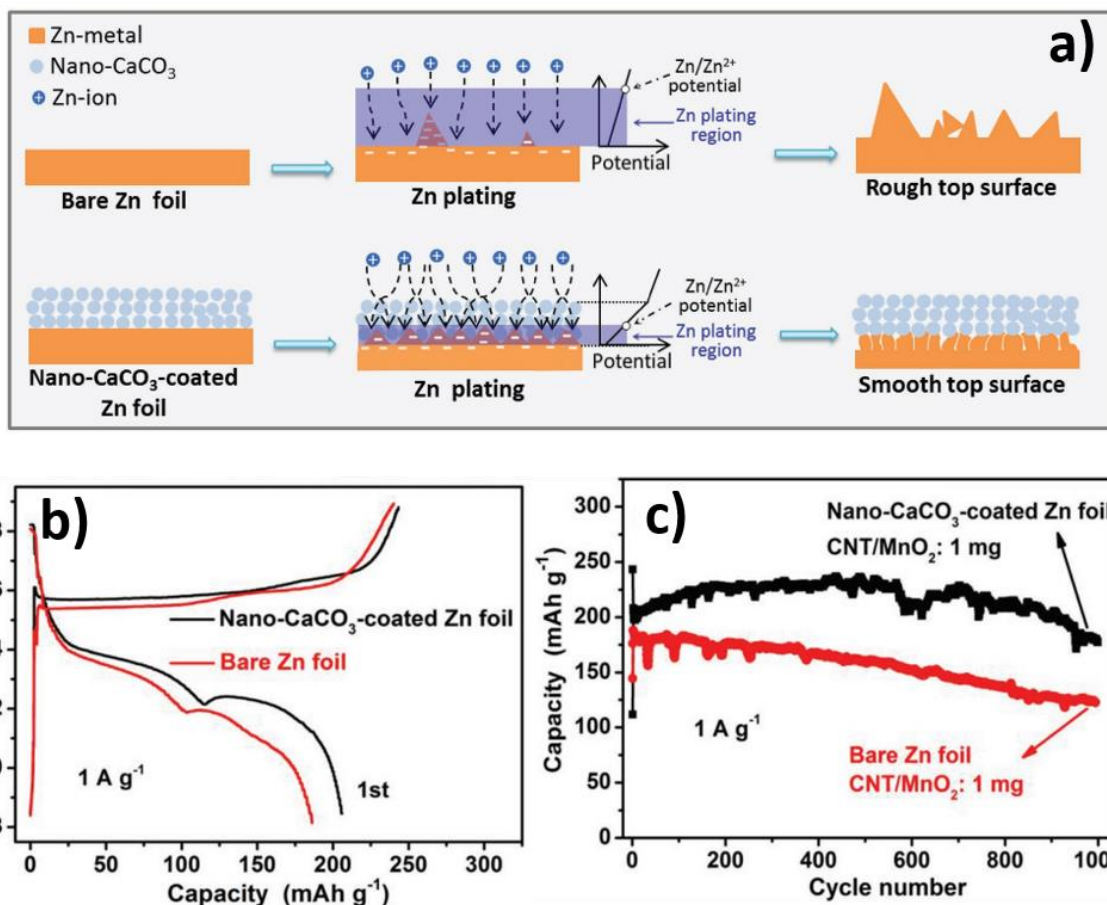 a)
Zn-metal
Nano-CaCO₃
Zn-ion
Bare Zn foil
Zn plating
Potential
Zn/Zn²⁺
potential
Zn plating
region
Rough top surface
Nano-CaCO₃-coated
Zn foil
Zn plating
Potential
Zn/Zn²⁺
potential
Zn plating
region
Smooth top surface
b)
Nano-CaCO₃-coated Zn foil
Bare Zn foil
1 A g⁻¹
1st
0 50 100 150 200 250 300
Capacity (mAh g⁻¹)
c)
Capacity (mAh g⁻¹)
300
250
200
150
100
50
0
Nano-CaCO₃-coated Zn foil
CNT/MnO₂: 1 mg
1 A g⁻¹
Bare Zn foil
CNT/MnO₂: 1 mg
0 200 400 600 800
Cycle number